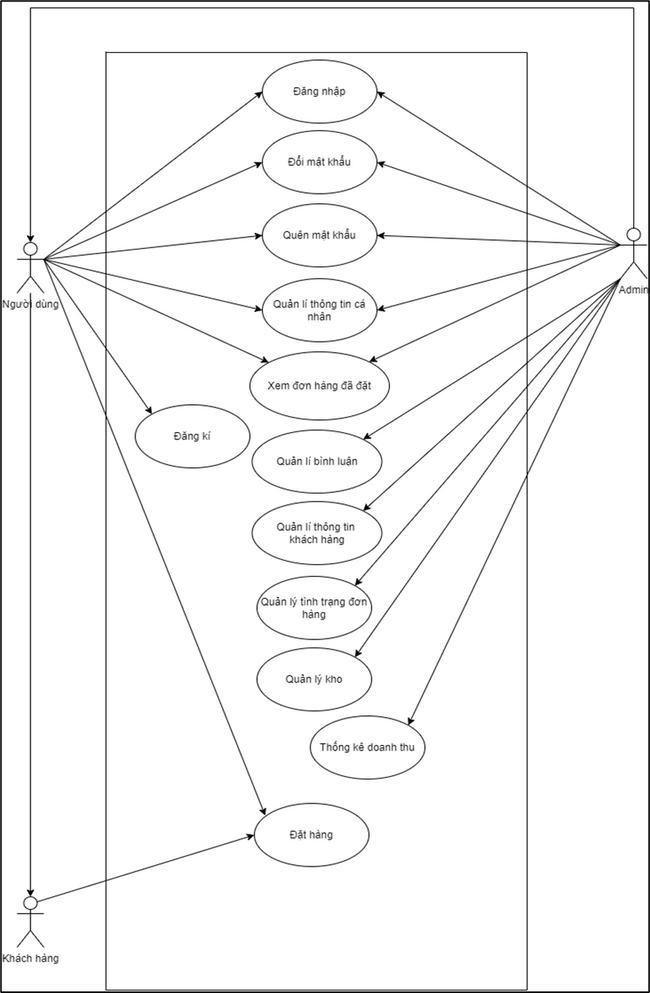 Đăng nhập
Đổi mật khẩu
Quên mật khẩu
Người dùng
Admin
Quản lí thông tin cá
nhân
Xem đơn hàng đã đặt
Đăng kí
Quản lí bình luận
Quản lí thông tin
khách hàng
Quản lý tình trạng đơn
hàng
Quản lý kho
Thống kê doanh thu
Đặt hàng
Khách hàng